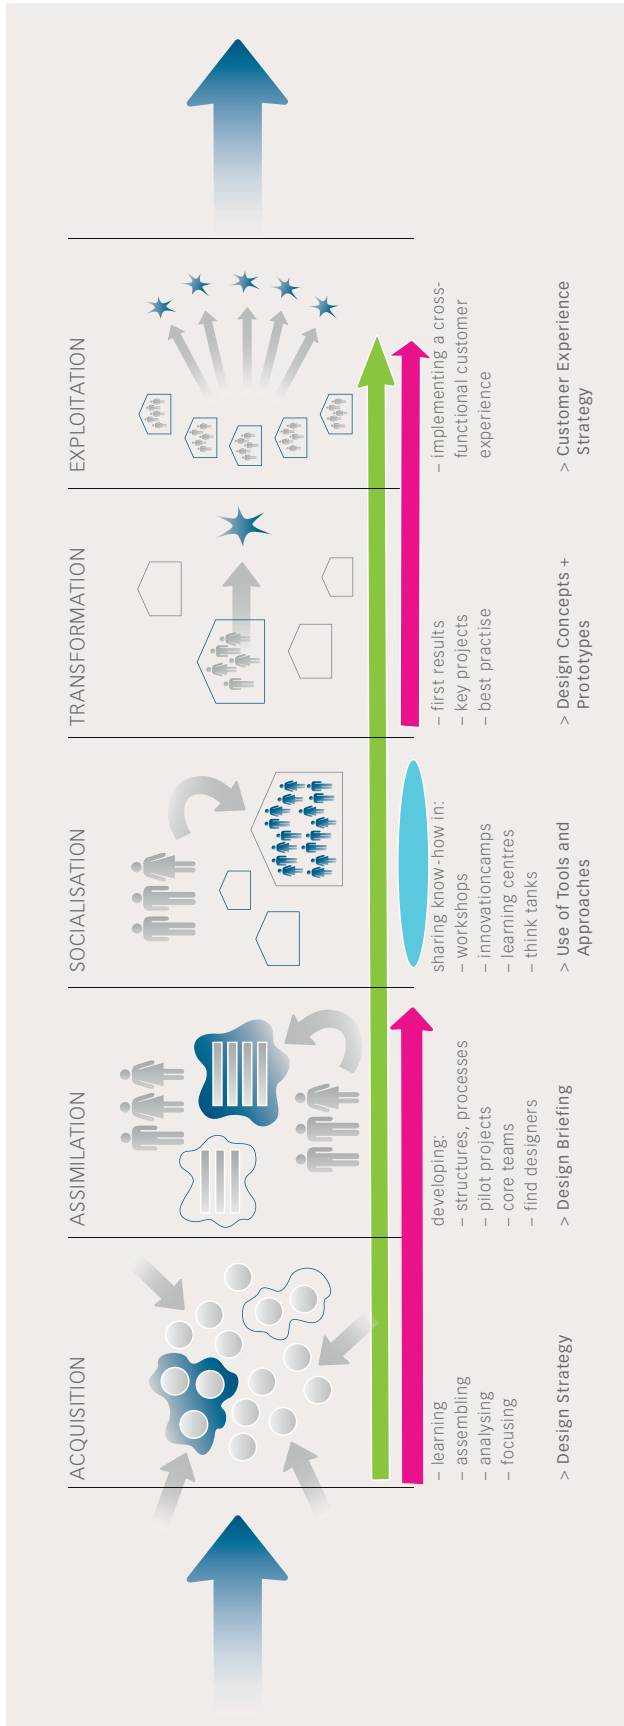 ACQUISITION
– learning
– assembling
– analysing
– focusing
> Design Strategy
ASSIMILATION
developing:
– structures, processes
– pilot projects
– core teams
– find designers
> Design Briefing
SOCIALISATION
sharing know-how in:
– workshops
– innovationcamps
– learning centres
– think tanks
> Use of Tools and
Approaches
TRANSFORMATION
– first results
– key projects
– best practise
> Design Concepts +
Prototypes
EXPLOITATION
– implementing a cross-
functional customer
experience
> Customer Experience
Strategy